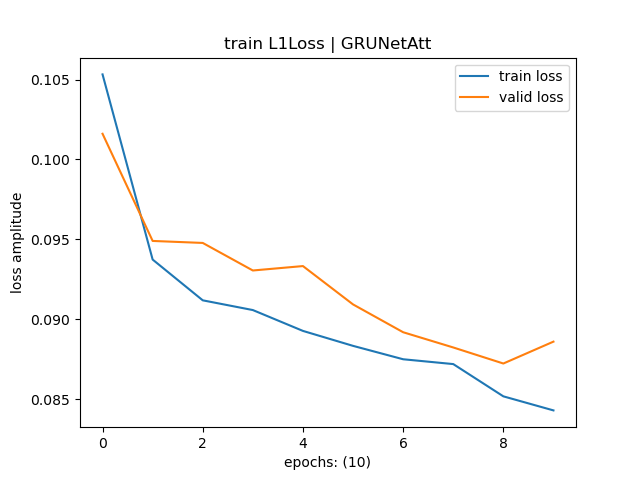 train L1Loss | GRUNetAtt
train loss
valid loss
loss amplitude
0.105
0.100
0.095
0.090
0.085
0 2 4 6 8
epochs: (10)